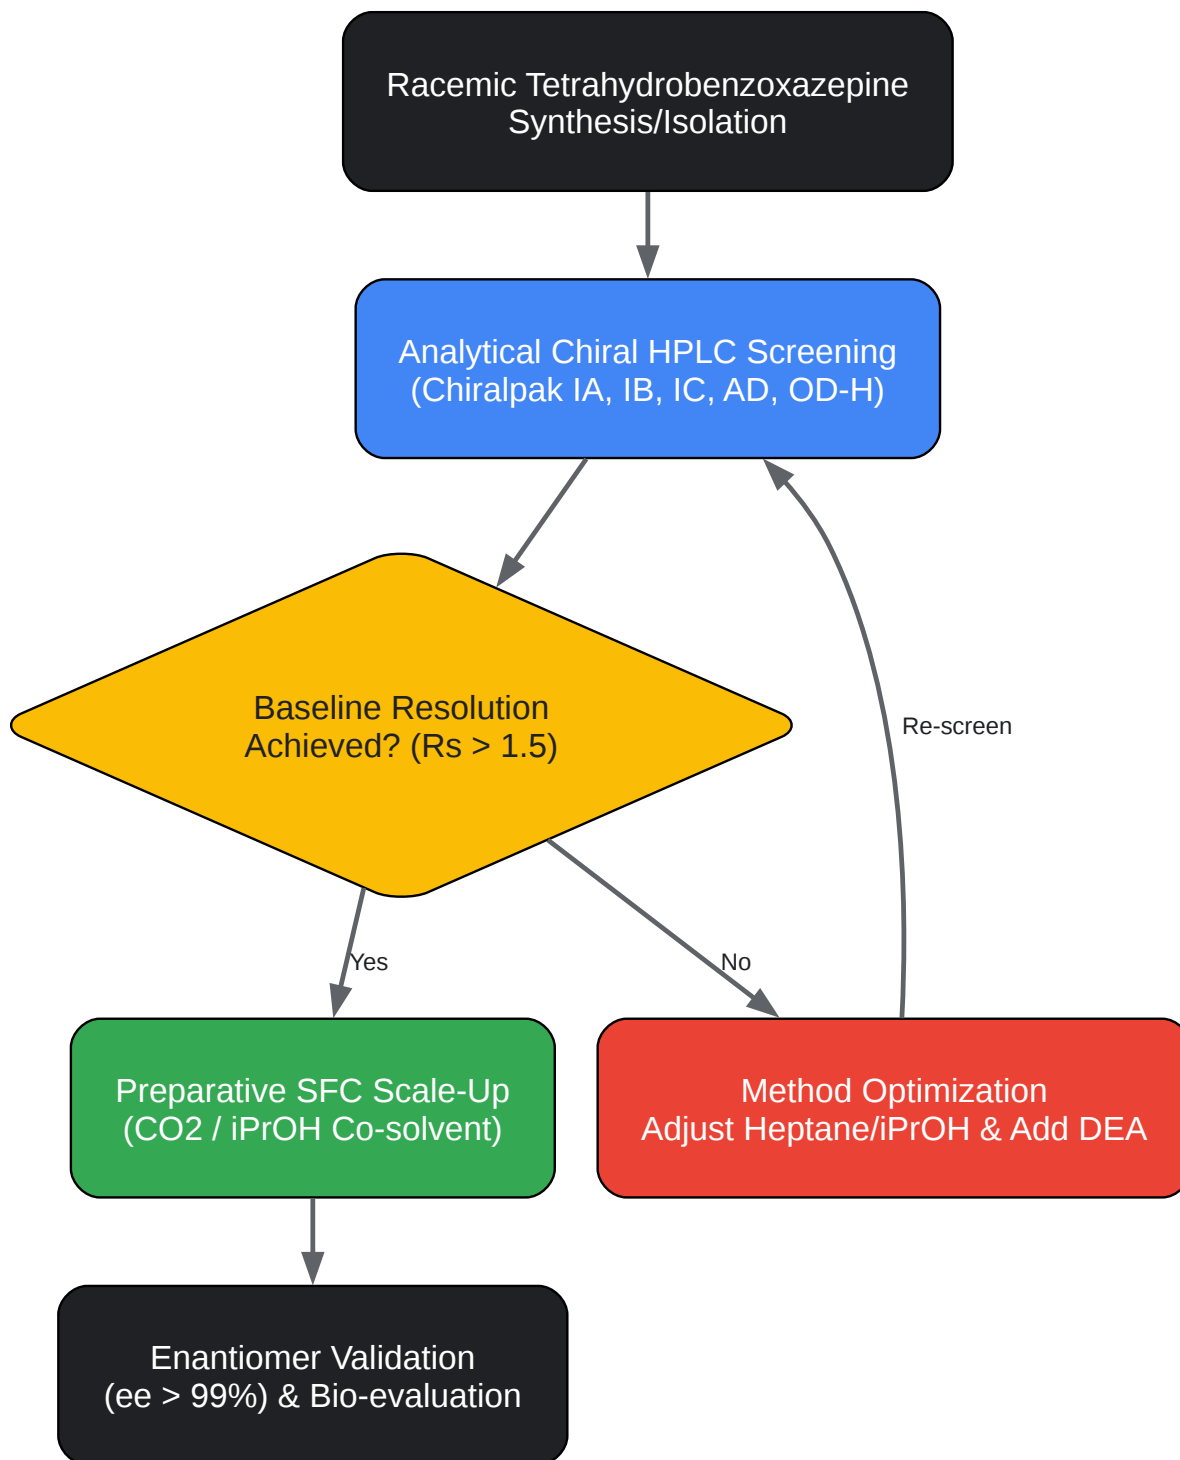 Racemic Tetrahydrobenzoxazepine
Synthesis/Isolation
Analytical Chiral HPLC Screening
(Chiralpak IA, IB, IC, AD, OD-H)
Baseline Resolution
Achieved? (Rs > 1.5)
Re-screen
Yes
No
Preparative SFC Scale-Up
(CO2 / iPrOH Co-solvent)
Method Optimization
Adjust Heptane/iPrOH & Add DEA
Enantiomer Validation
(ee > 99%) & Bio-evaluation